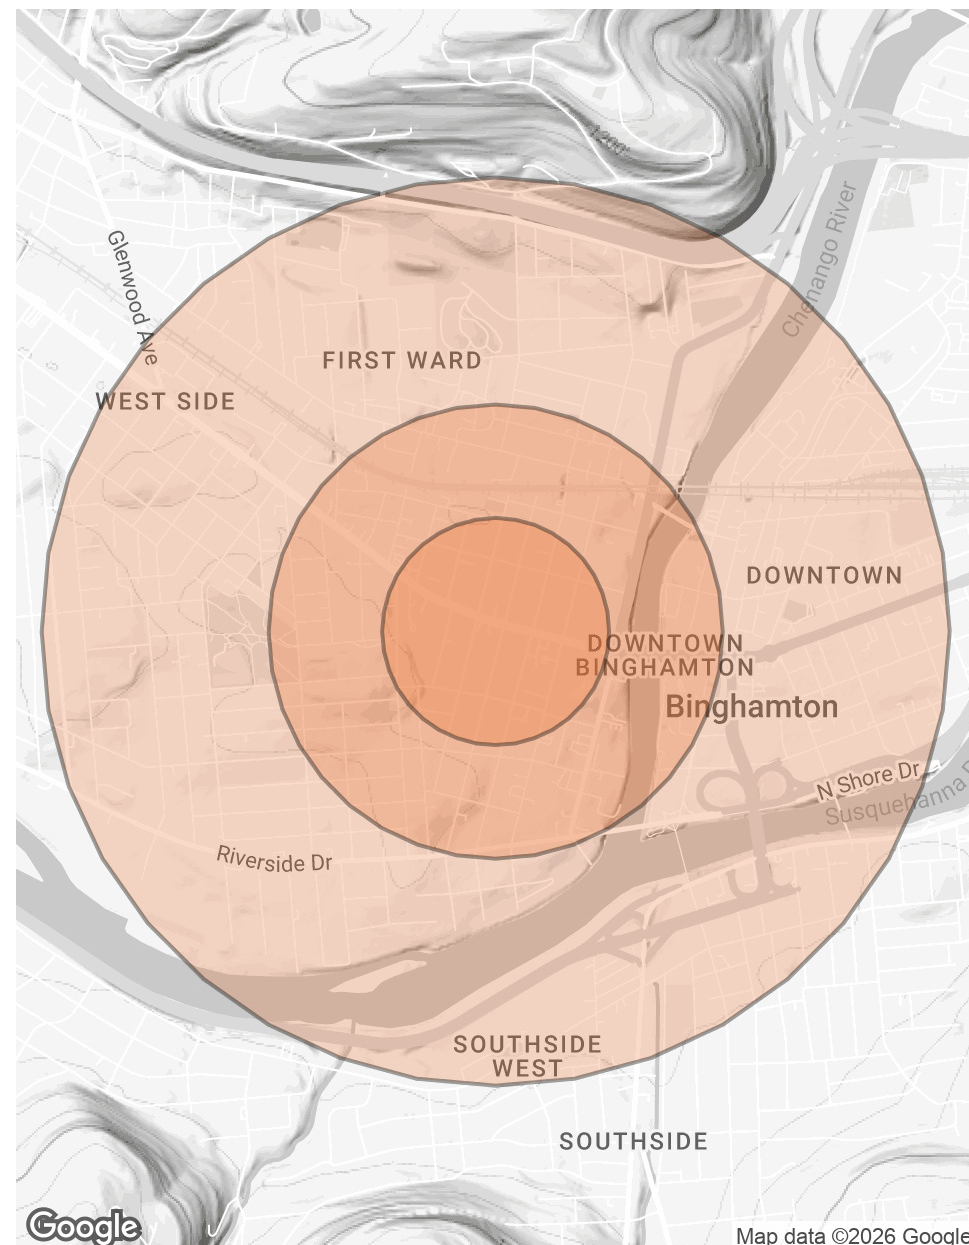 1200
Chenango River
Glenwood Ave
FIRST WARD
WEST SIDE
DOWNTOWN
DOWNTOWN
BINGHAMTON
Binghamton
N Shore Dr
Susquehanna
Riverside Dr
SOUTHSIDE
WEST
SOUTHSIDE
Google
Map data ©2026 Google